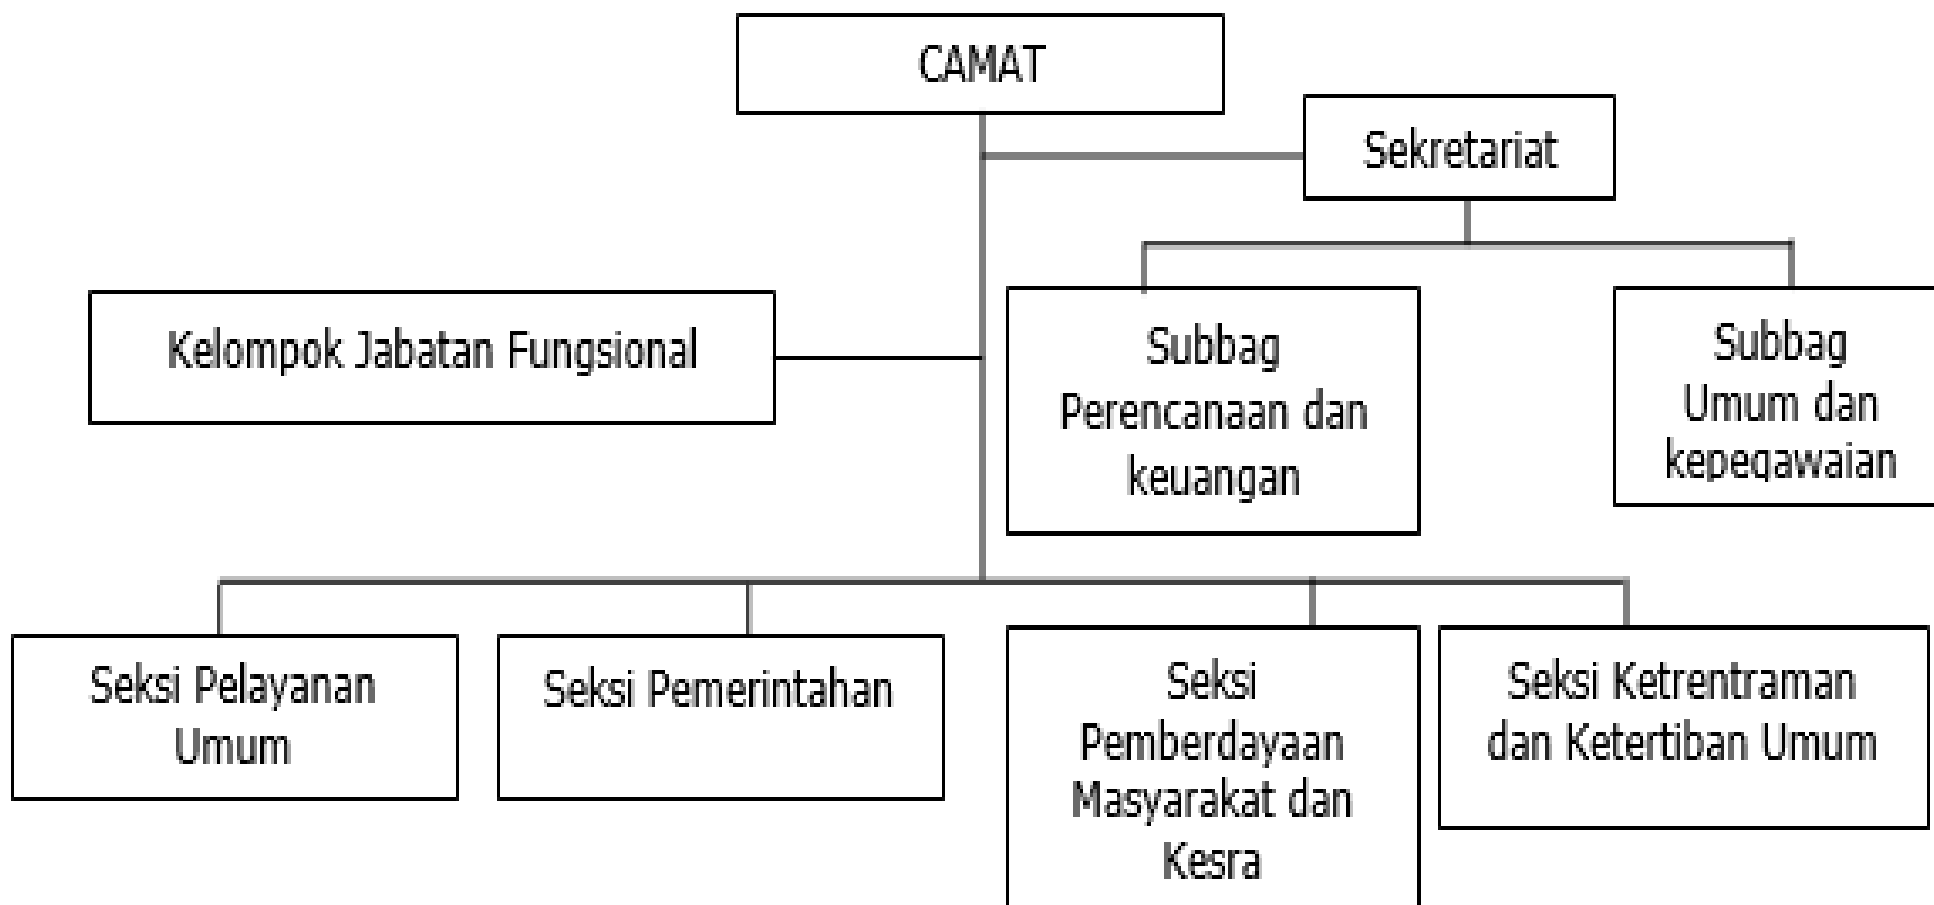 CAMAT
Sekretariat
Kelompok Jabatan Fungsional
Subbag
Perencanaan dan
keuangan
Subbag
Umum dan
kepegawaian
Seksi Pelayanan
Umum
Seksi Pemerintahan
Seksi
Pemberdayaan
Masyarakat dan
Kesra
Seksi Ketrentraman
dan Ketertiban Umum